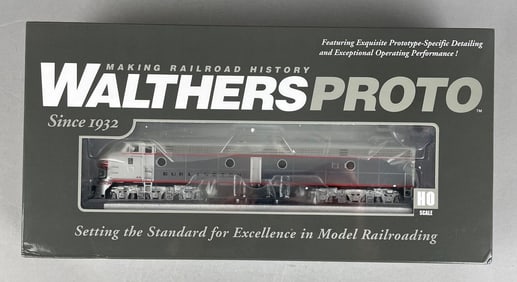 Featuring Exquisite Prototype-Specific Detailing
and Exceptional Operating Performance !
MAKING RAILROAD HISTORY
WALTHERSPROTO™
Since 1932
HO
SCALE
Setting the Standard for Excellence in Model Railroading